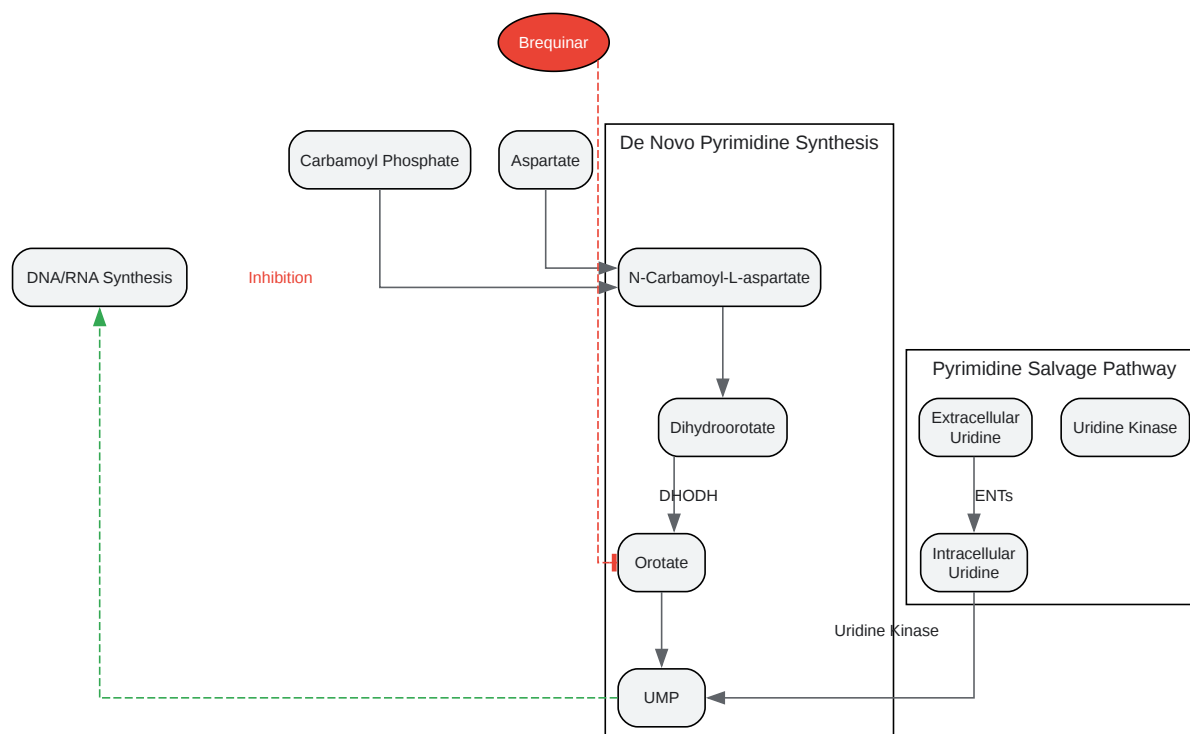 Brequinar
De Novo Pyrimidine Synthesis
Carbamoyl Phosphate
Aspartate
DNA/RNA Synthesis
Inhibition
N-Carbamoyl-L-aspartate
Pyrimidine Salvage Pathway
Dihydroorotate
Extracellular
Uridine
Uridine Kinase
DHODH
ENTs
Orotate
Intracellular
Uridine
Uridine Kinase
UMP